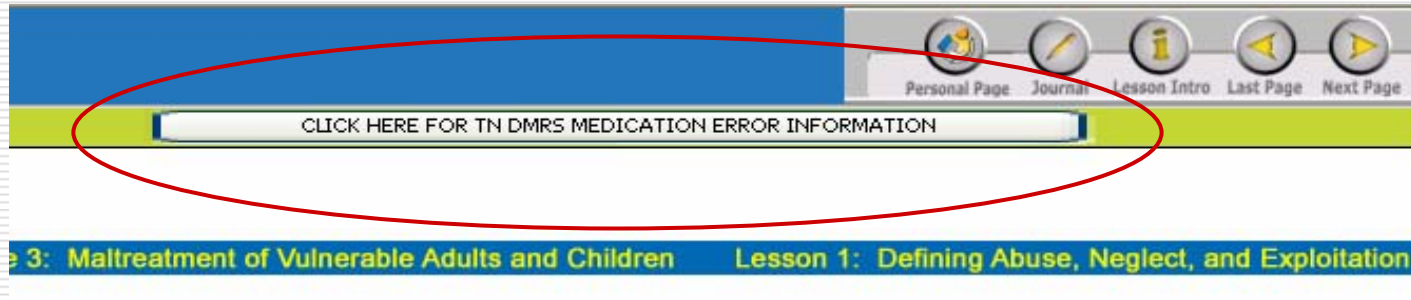 Personal Page Journal Lesson Intro Last Page Next Page
CLICK HERE FOR TN DMRS MEDICATION ERROR INFORMATION
e 3: Maltreatment of Vulnerable Adults and Children Lesson 1: Defining Abuse, Neglect, and Exploitation